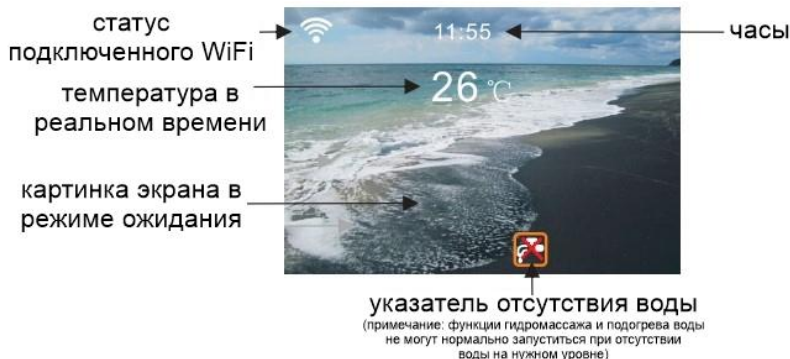 статус
подключенного WiFi
11:55
часы
температура в
реальном времени
26 °C
картинка экрана в
режиме ожидания
указатель отсутствия воды
(примечание: функции гидромассажа и подогрева воды
не могут нормально запуститься при отсутствии
воды на нужном уровне)